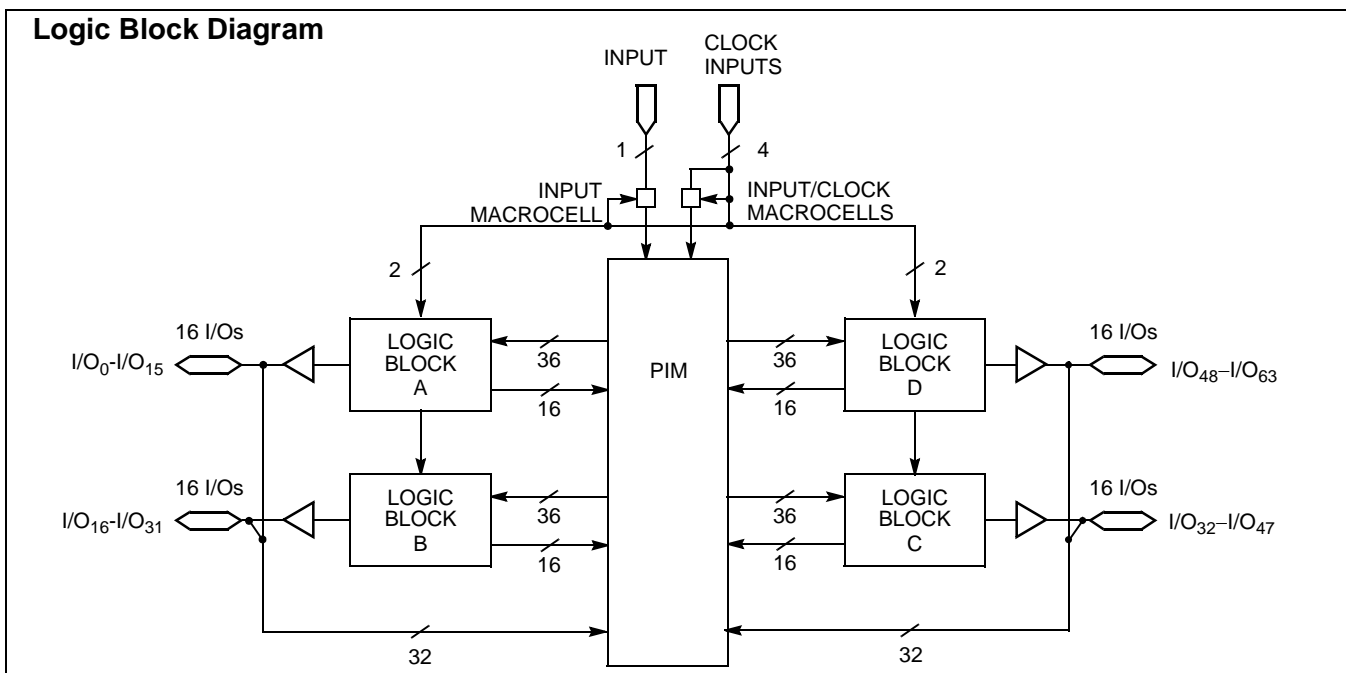 Logic Block Diagram
INPUT
CLOCK
INPUTS
1
4
INPUT
MACROCELL
INPUT/CLOCK
MACROCELLS
2
2
16 I/Os
I/O0-I/O15
LOGIC
BLOCK
A
36
16
PIM
36
16
LOGIC
BLOCK
D
16 I/Os
I/O48–I/O63
16 I/Os
I/O16-I/O31
LOGIC
BLOCK
B
36
16
36
16
LOGIC
BLOCK
C
16 I/Os
I/O32–I/O47
32
32